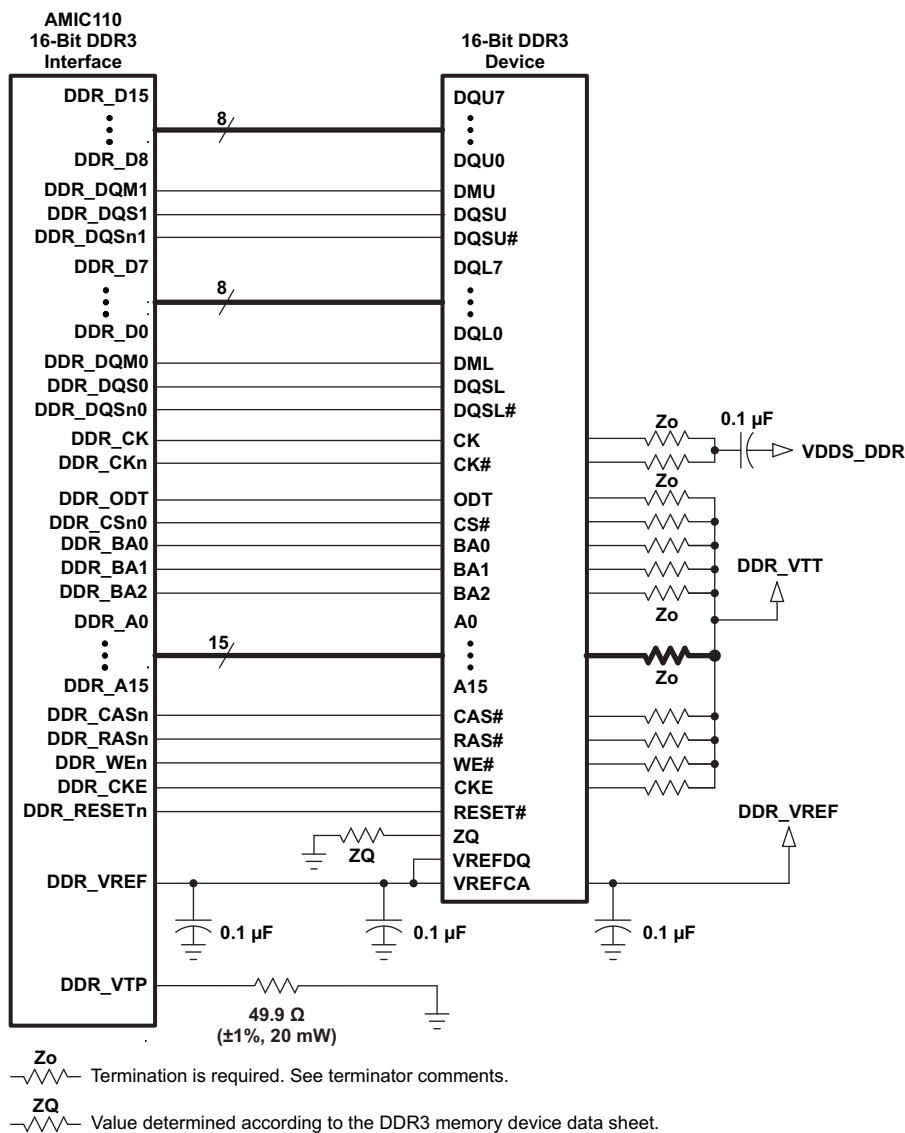 AMIC110
16-Bit DDR3
Interface
16-Bit DDR3
Device
DDR_D15
8
DQU7
DDR_D8
DQU0
DDR_DQM1
DMU
DDR_DQS1
DQSU
DDR_DQSn1
DQSU#
DDR_D7
8
DQL7
DDR_D0
DQL0
DDR_DQM0
DML
DDR_DQS0
DQSL
DDR_DQSn0
DQSL#
Zo
0.1 µF
DDR_CK
CK
VDDS_DDR
DDR_CKn
CK#
Zo
DDR_ODT
ODT
DDR_CSn0
CS#
DDR_BA0
BA0
DDR_BA1
BA1
DDR_VTT
DDR_BA2
BA2
Zo
DDR_A0
A0
15
Zo
DDR_A15
A15
DDR_CASn
CAS#
DDR_RASn
RAS#
DDR_WEn
WE#
DDR_CKE
CKE
DDR_RESETn
RESET#
DDR_VREF
ZQ
ZQ
VREFDQ
DDR_VREF
VREFCA
0.1 µF
0.1 µF
0.1 µF
DDR_VTP
49.9 Ω
(±1%, 20 mW)
Zo
Termination is required. See terminator comments.
ZQ
Value determined according to the DDR3 memory device data sheet.